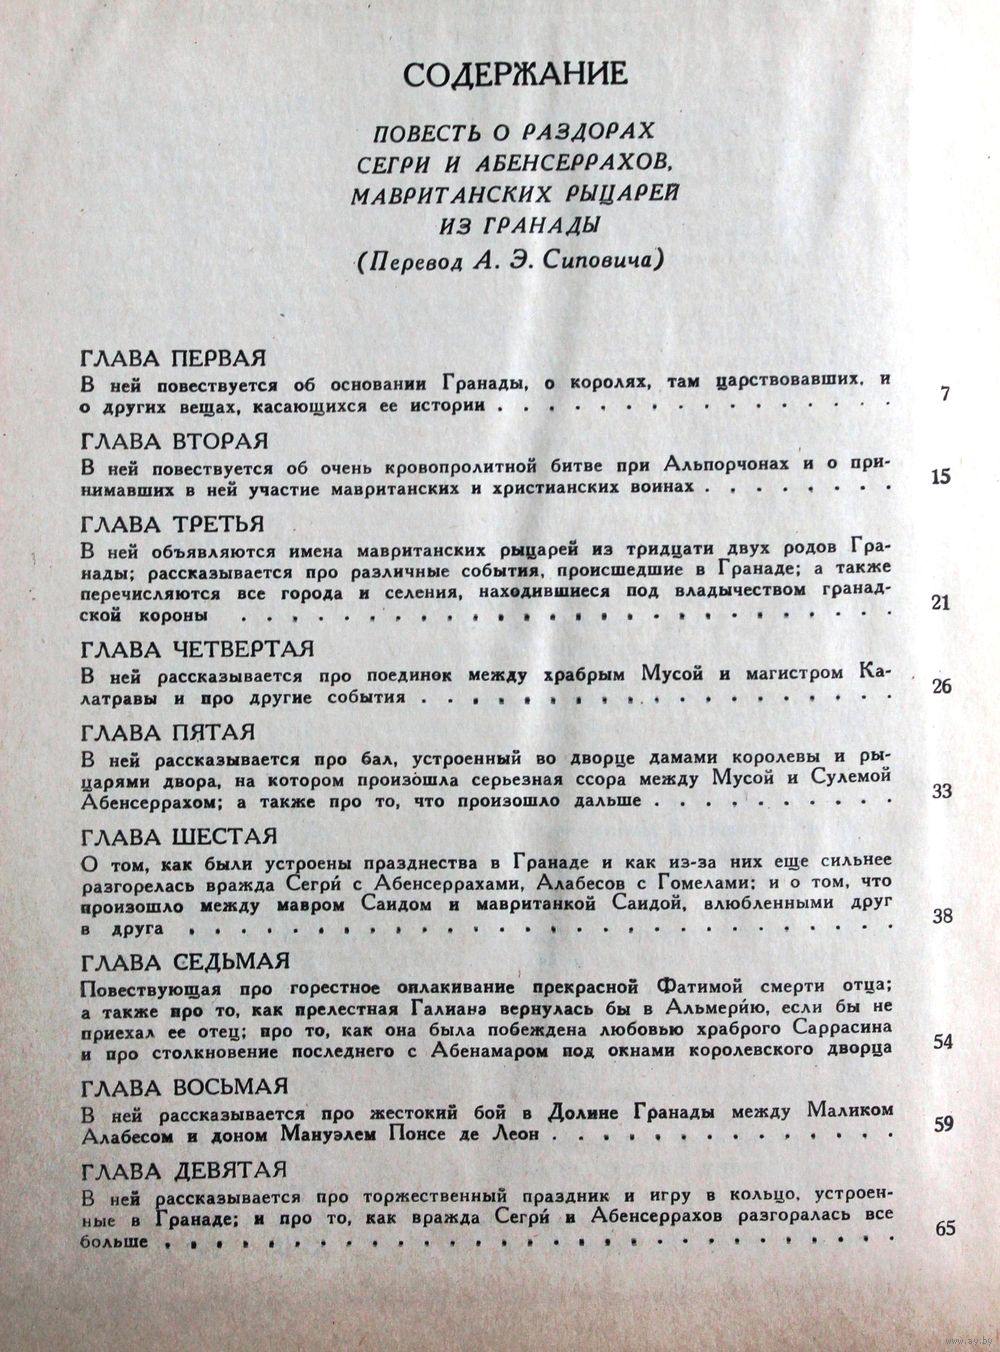 СОДЕРЖАНИЕ
ПОВЕСТЬ О РАЗДОРАХ
СЕГРИ И АБЕНСЕРРАХОВ,
МАВРИТАНСКИХ РЫЦАРЕЙ
ИЗ ГРАНАДЫ
(Перевод А. Э. Сиповича)
ГЛАВА ПЕРВАЯ
В ней повествуется об основании Гранады, о королях, там царствовавших, и
о других вещах, касающихся ее истории . . . . . . . . . . . . . . . . 7
ГЛАВА ВТОРАЯ
В ней повествуется об очень кровопролитной битве при Альпорчонах и о при-
нимавших в ней участие мавританских и христианских воинах . . . . . . . . 15
ГЛАВА ТРЕТЬЯ
В ней объявляются имена мавританских рыцарей из тридцати двух родов Гра-
нады; рассказывается про различные события, происшедшие в Гранаде; а также
перечисляются все города и селения, находившиеся под владычеством гранад-
ской короны . . . . . . . . . . . . . . . . . . . . . . . . . . 21
ГЛАВА ЧЕТВЕРТАЯ
В ней рассказывается про поединок между храбрым Мусой и магистром Ка-
латравы и про другие события . . . . . . . . . . . . . . . . . . . 26
ГЛАВА ПЯТАЯ
В ней рассказывается про бал, устроенный во дворце дамами королевы и ры-
царями двора, на котором произошла серьезная ссора между Мусой и Сулемой
Абенсеррахом; а также про то, что произошло дальше . . . . . . . . . . 33
ГЛАВА ШЕСТАЯ
О том, как были устроены празднества в Гранаде и как из-за них еще сильнее
разгорелась вражда Сегри́ с Абенсеррахами, Алабесов с Гомелами; и о том, что
произошло между мавром Саидом и мавританкой Саидой, влюбленными друг
в друга . . . . . . . . . . . . . . . . . . . . . . . . . . . . 38
ГЛАВА СЕДЬМАЯ
Повествующая про горестное оплакивание прекрасной Фатимой смерти отца;
а также про то, как прелестная Галиана вернулась бы в Альмери́ю, если бы не
приехал ее отец; про то, как она была побеждена любовью храброго Саррасина
и про столкновение последнего с Абенамаром под окнами королевского дворца 54
ГЛАВА ВОСЬМАЯ
В ней рассказывается про жестокий бой в Долине Гранады между Маликом
Алабесом и доном Мануэлем Понсе де Леон . . . . . . . . . . . . . . 59
ГЛАВА ДЕВЯТАЯ
В ней рассказывается про торжественный праздник и игру в кольцо, устроен-
ные в Гранаде; и про то, как вражда Сегри́ и Абенсеррахов разгоралась все
больше . . . . . . . . . . . . . . . . . . . . . . . . . . . . . 65
www.ay.by